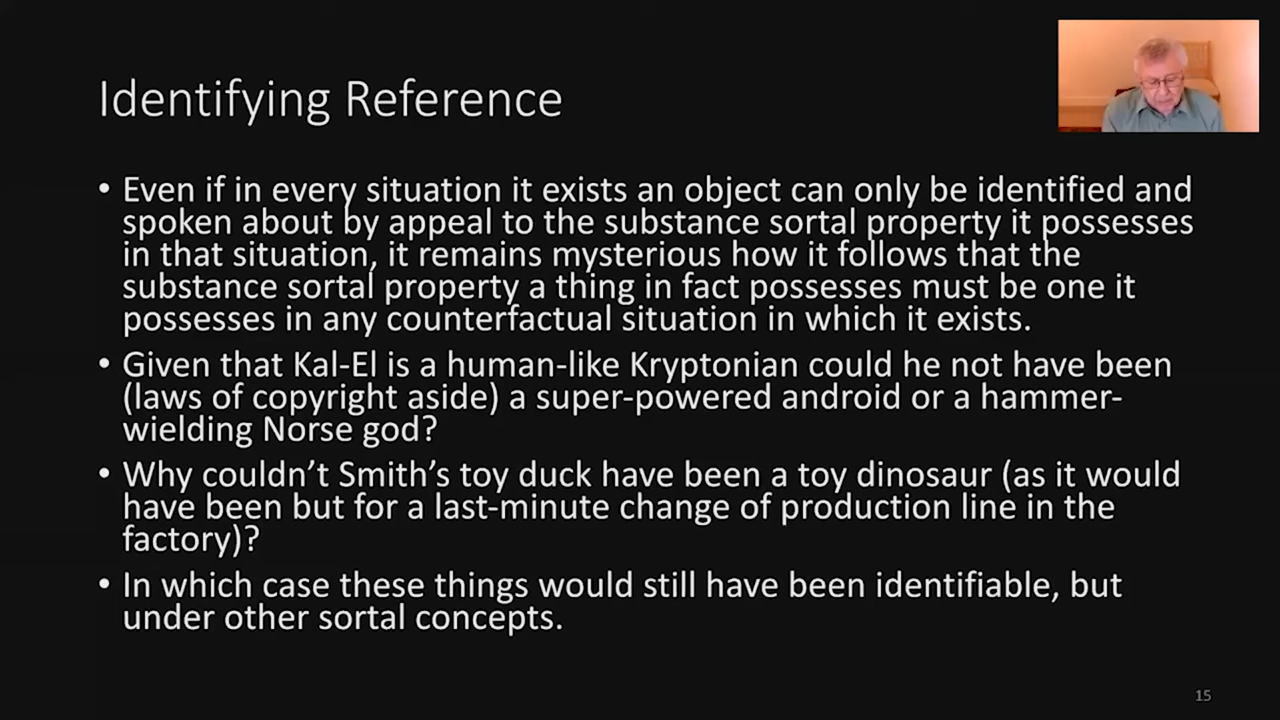 Identifying Reference
• Even if in every situation it exists an object can only be identified and
spoken about by appeal to the substance sortal property it possesses
in that situation, it remains mysterious how it follows that the
substance sortal property a thing in fact possesses must be one it
possesses in any counterfactual situation in which it exists.
• Given that Kal-El is a human-like Kryptonian could he not have been
(laws of copyright aside) a super-powered android or a hammer-
wielding Norse god?
• Why couldn’t Smith’s toy duck have been a toy dinosaur (as it would
have been but for a last-minute change of production line in the
factory)?
• In which case these things would still have been identifiable, but
under other sortal concepts.
15